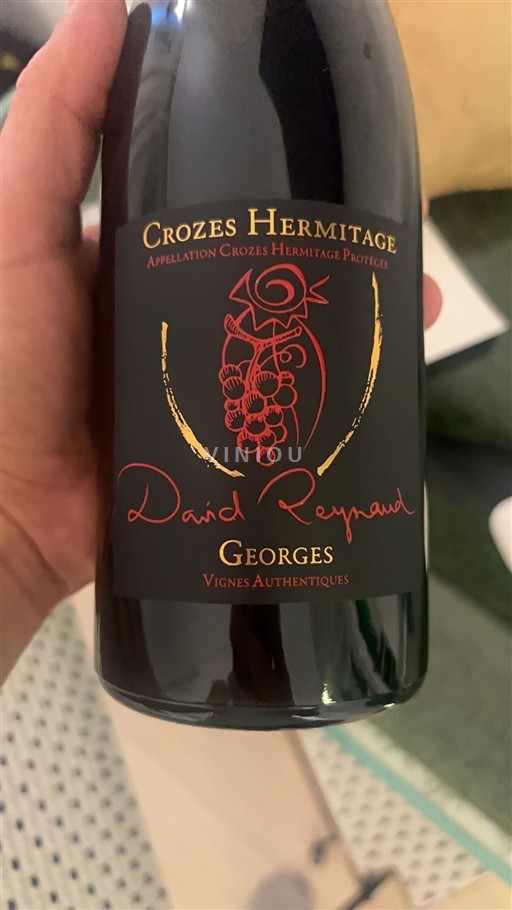 CROZES HERMITAGE
APPELLATION CROZES HERMITAGE PROTÉGÉE
VINIOU
David Reynaud
GEORGES
VIGNES AUTHENTIQUES